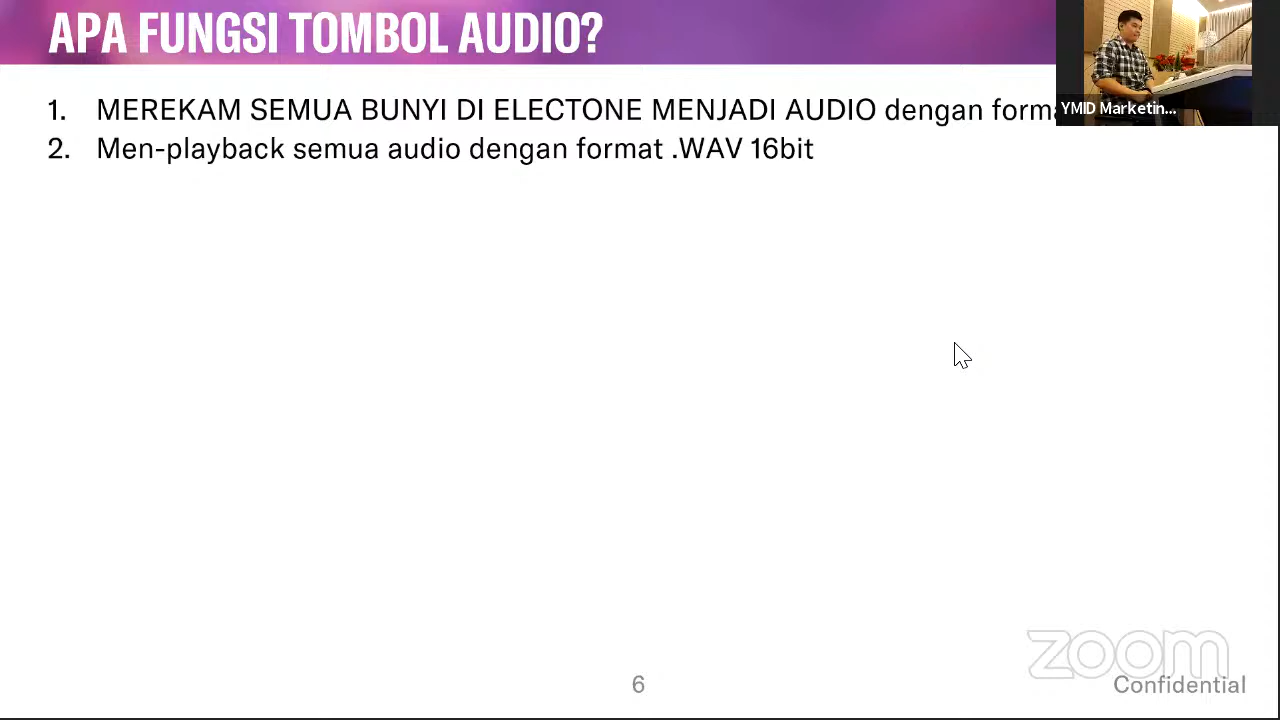 APA FUNGSI TOMBOL AUDIO?
1. MEREKAM SEMUA BUNYI DI ELECTONE MENJADI AUDIO dengan
YMID Marketin...
2. Men-playback semua audio dengan format .WAV 16bit
zoom
6
Confidential